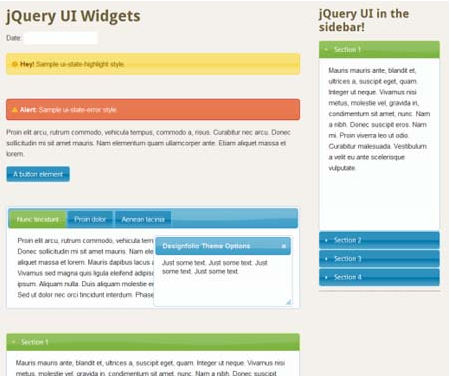 jQuery UI Widgets
Date:
Hey! Sample ui-state-highlight style.
Alert: Sample ui-state-error style.
Proin elit arcu, rutrum commodo, vehicula tempus, commodo a, risus. Curabitur nec arcu. Donec
sollicitudin mi sit amet mauris. Nam elementum quam ullamcorper ante. Etiam aliquet massa et
lorem.
A button element
Nunc tincidunt
Proin dolor
Aenean lacinia
Proin elit arcu, rutrum commodo, vehicula tem
Donec sollicitudin mi sit amet mauris. Nam ele
aliquet massa et lorem. Mauris dapibus lacus
Vivamus sed magna quis ligula eleifend adipis
ipsum. Aliquam nulla. Duis aliquam molestie e
Sed ut dolor nec orci tincidunt interdum. Phase
Designfolio Theme Options
Just some text. Just some text. Just
some text. Just some text.
Section 1
Mauris mauris ante, blandit et, ultrices a, suscipit eget, quam. Integer ut neque. Vivamus nisi
metus, molestie vel, gravida in, condimentum sit amet, nunc. Nam a nibh. Donec suscipit
jQuery UI in the
sidebar!
Section 1
Mauris mauris ante, blandit et,
ultrices a, suscipit eget, quam.
Integer ut neque. Vivamus nisi
metus, molestie vel, gravida in,
condimentum sit amet, nunc. Nam
a nibh. Donec suscipit eros. Nam
mi. Proin viverra leo ut odio.
Curabitur malesuada. Vestibulum
a velit eu ante scelerisque
vulputate.
Section 2
Section 3
Section 4